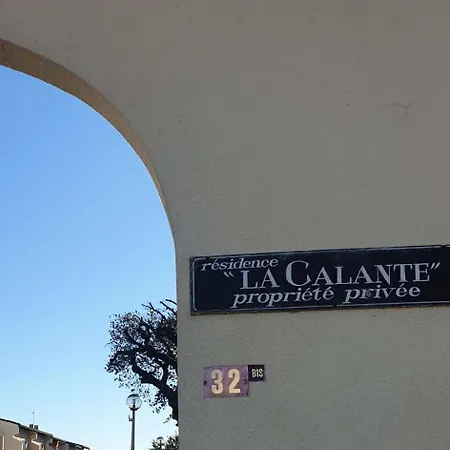 résidence
"LA CALANTE"
propriété privée
32 BIS